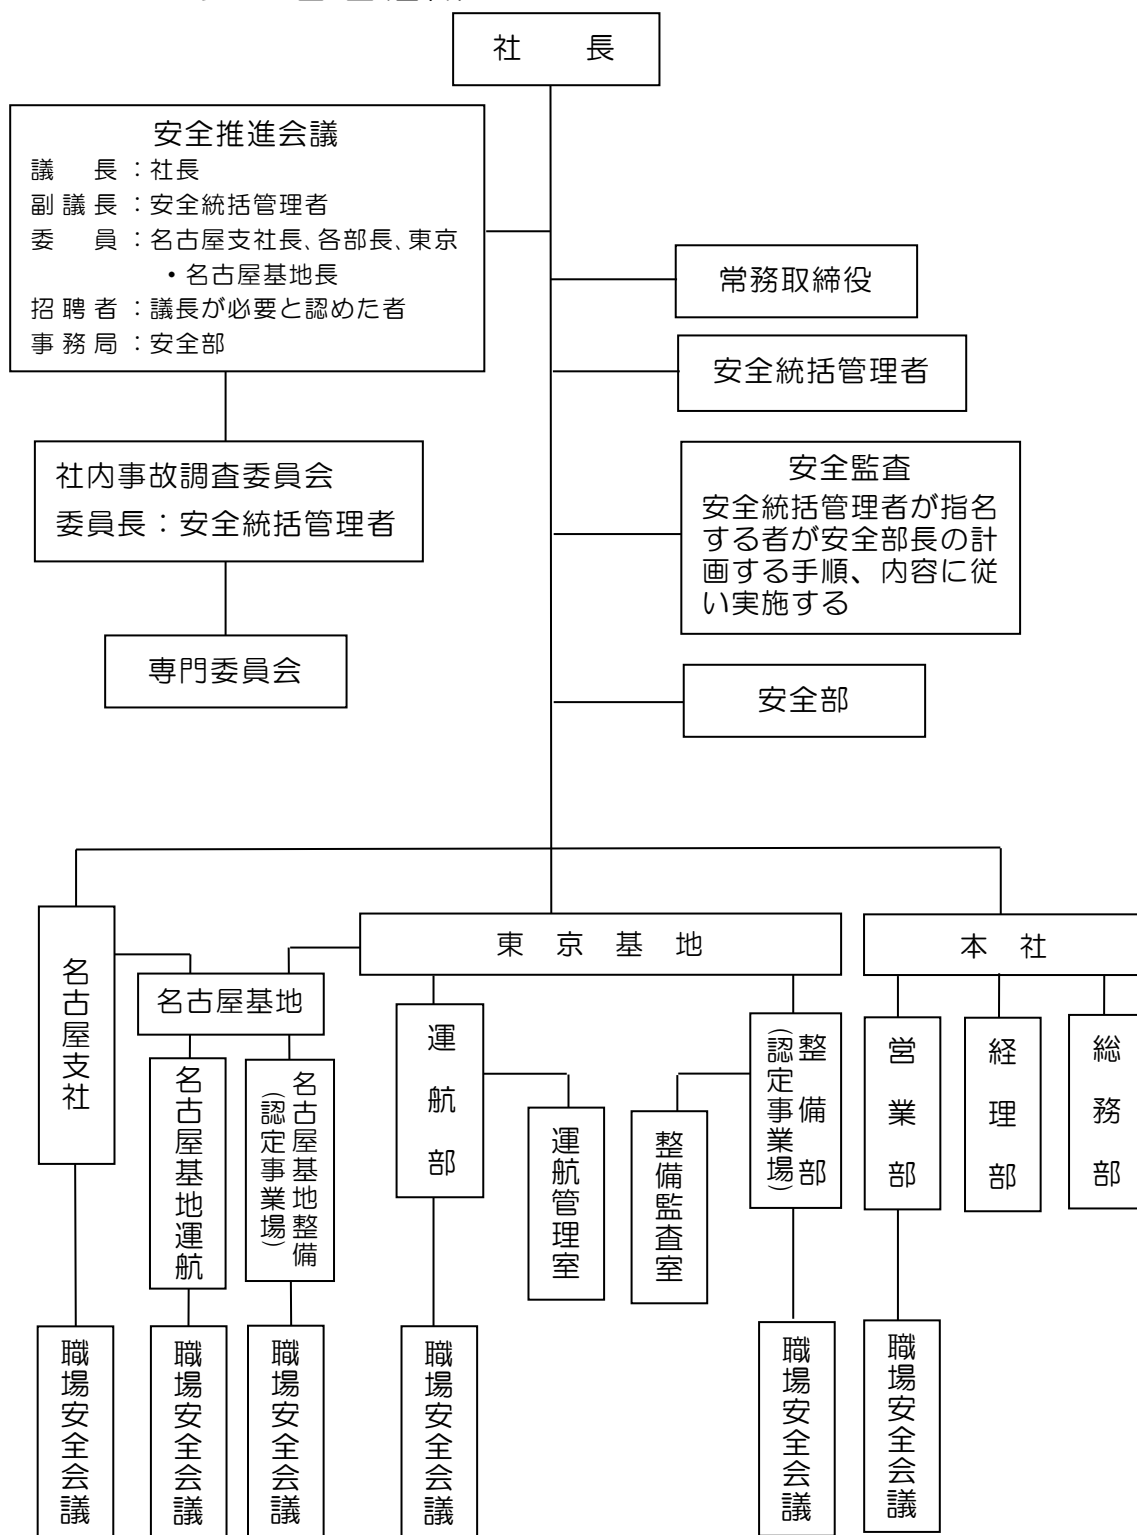 社　　長
安全推進会議
議　　長：社長
副議長：安全統括管理者
委　　員：名古屋支社長、各部長、東京
・名古屋基地長
招聘者：議長が必要と認めた者
事務局：安全部
常務取締役
安全統括管理者
社内事故調査委員会
委員長：安全統括管理者
安全監査
安全統括管理者が指名
する者が安全部長の計
画する手順、内容に従
い実施する
専門委員会
安全部
名古屋支社
東京基地
本社
名古屋基地
名古屋基地運航
名古屋基地整備
（認定事業場）
運航部
運航管理室
整備監査室
整備部
（認定事業場）
営業部
経理部
総務部
職場安全会議
職場安全会議
職場安全会議
職場安全会議
職場安全会議
職場安全会議